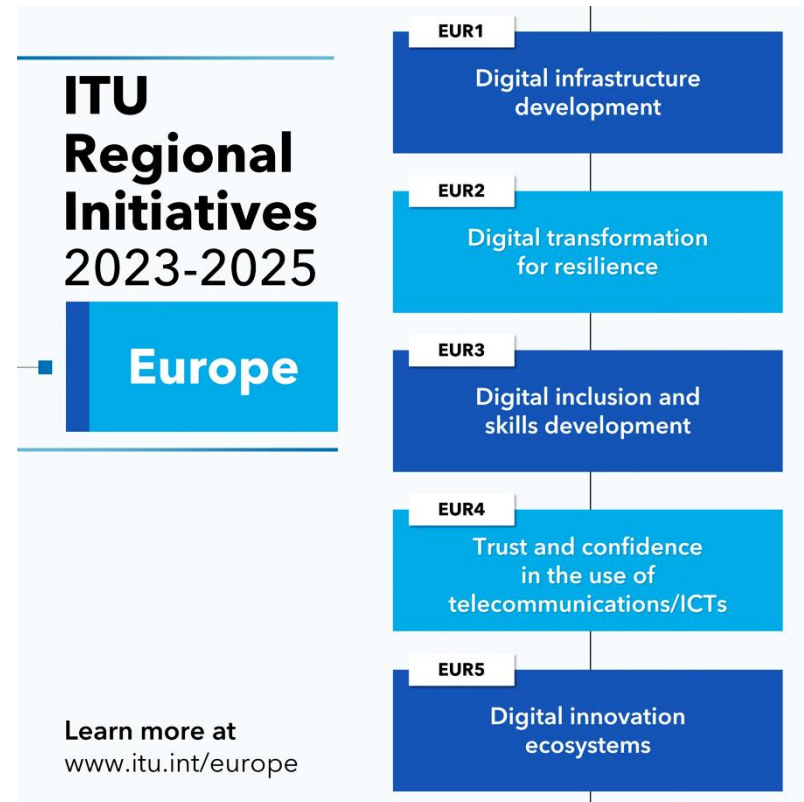 ITU
Regional
Initiatives
2023-2025
Europe
Learn more at
www.itu.int/europe
EUR1
Digital infrastructure
development
EUR2
Digital transformation
for resilience
EUR3
Digital inclusion and
skills development
EUR4
Trust and confidence
in the use of
telecommunications/ICTs
EUR5
Digital innovation
ecosystems